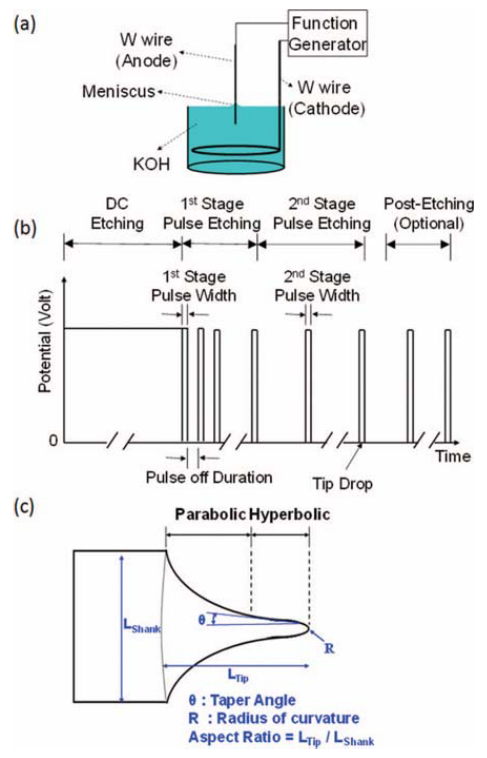 (a)
Function
Generator
W wire
(Anode)
W wire
(Cathode)
Meniscus
KOH
DC
Etching
1st Stage
Pulse Etching
2nd Stage
Pulse Etching
Post-Etching
(Optional)
(b)
1st Stage
Pulse Width
2nd Stage
Pulse Width
Potential (Volt)
0
Time
Pulse off Duration
Tip Drop
(c)
Parabolic Hyperbolic
LShank
θ
R
LTip
θ : Taper Angle
R : Radius of curvature
Aspect Ratio = LTip / LShank